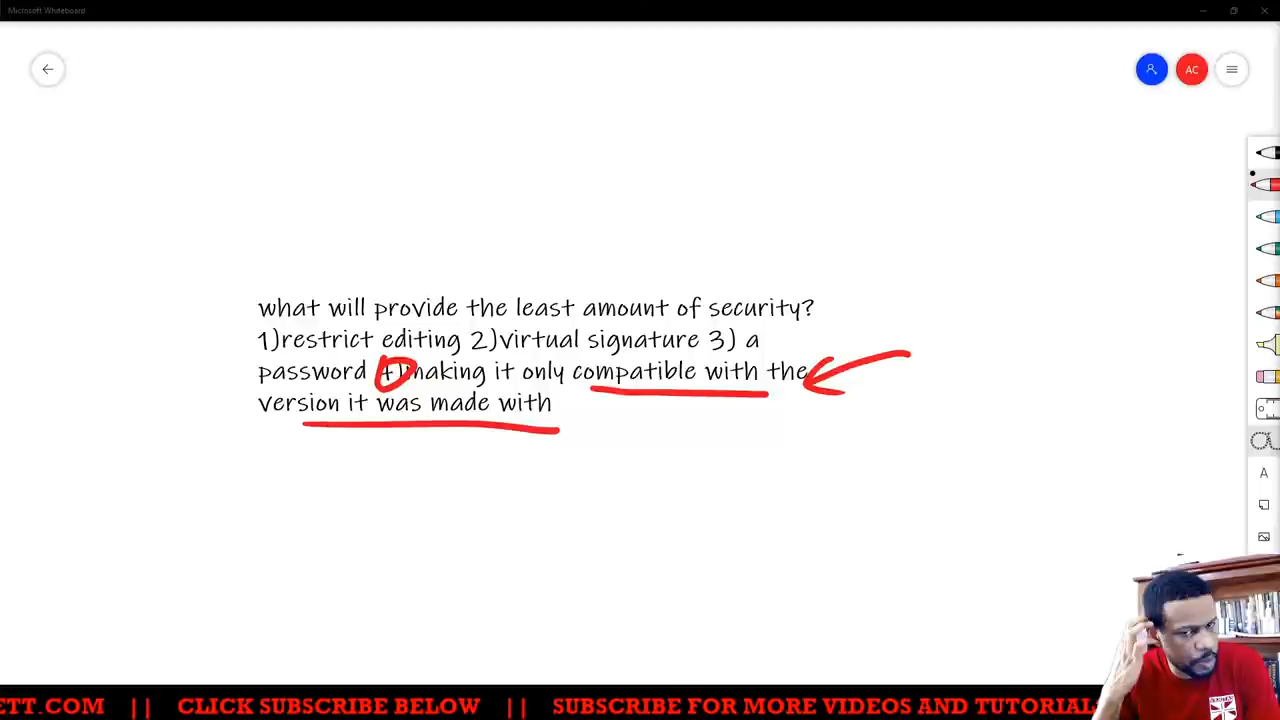 Microsoft Whiteboard
AC
what will provide the least amount of security?
1)restrict editing 2)virtual signature 3) a
password 4)making it only compatible with the
version it was made with
A
ETT.COM || CLICK SUBSCRIBE BELOW || SUBSCRIBE FOR MORE VIDEOS AND TUTORIALS